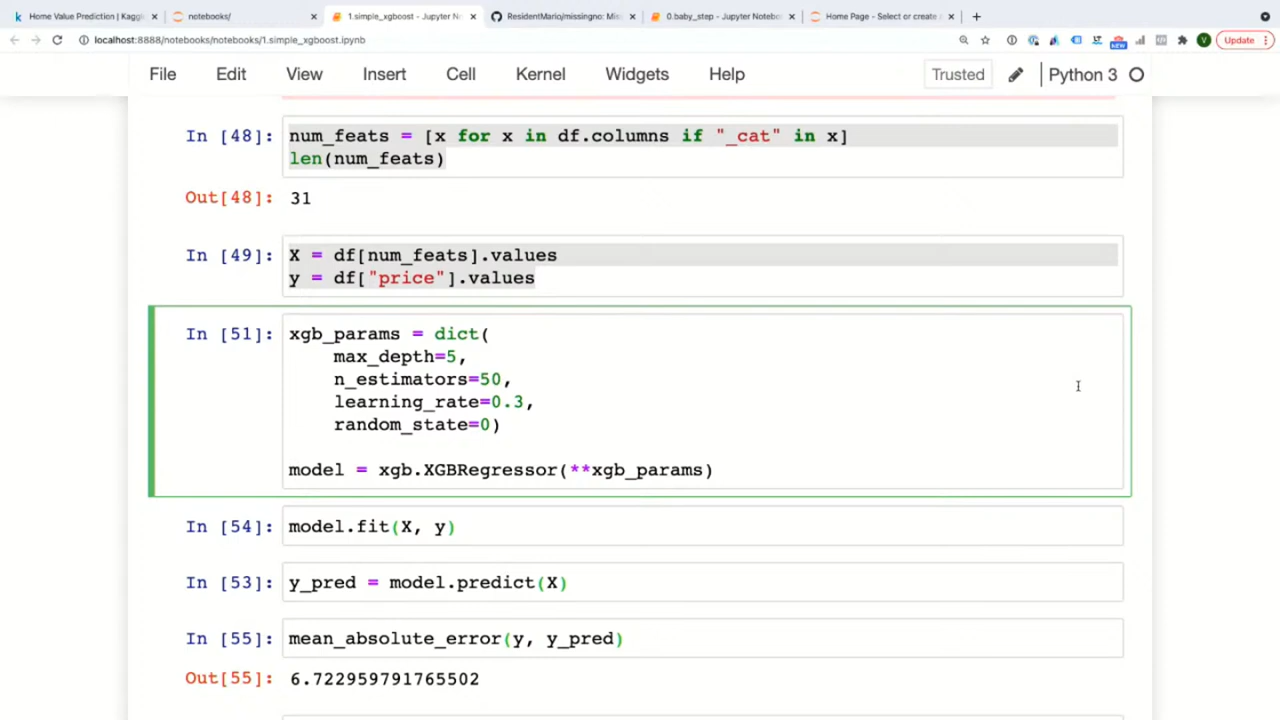 Home Value Prediction | Kaggl
notebooks/
1.simple_xgboost - Jupyter No
ResidentMario/missingno: Mis
0.baby_step - Jupyter Notebo
Home Page - Select or create
localhost:8888/notebooks/notebooks/1.simple_xgboost.ipynb
NEW
V
Update
File Edit View Insert Cell Kernel Widgets Help
Trusted
Python 3
In [48]: num_feats = [x for x in df.columns if "_cat" in x]
len(num_feats)
Out[48]: 31
In [49]: X = df[num_feats].values
y = df["price"].values
In [51]: xgb_params = dict(
max_depth=5,
n_estimators=50,
learning_rate=0.3,
random_state=0)
model = xgb.XGBRegressor(**xgb_params)
In [54]: model.fit(X, y)
In [53]: y_pred = model.predict(X)
In [55]: mean_absolute_error(y, y_pred)
Out[55]: 6.722959791765502